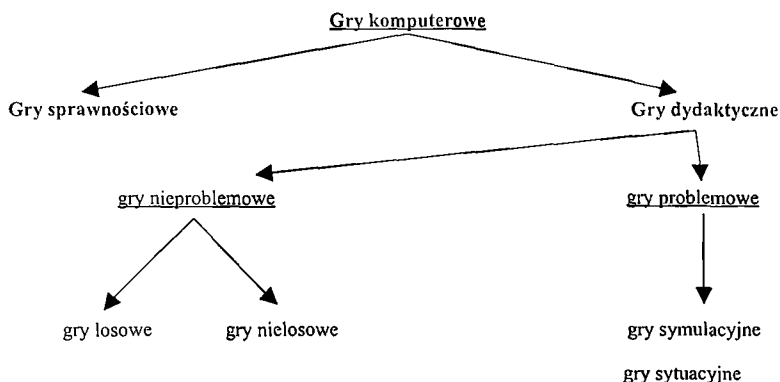 Gry komputerowe
Gry sprawnościowe
Gry dydaktyczne
gry nieproblemowe
gry problemowe
gry losowe
gry nielosowe
gry symulacyjne
gry sytuacyjne